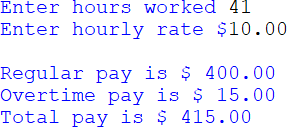 Enter hours worked 41
Enter hourly rate $10.00
Regular pay is $ 400.00
Overtime pay is $ 15.00
Total pay is $ 415.00